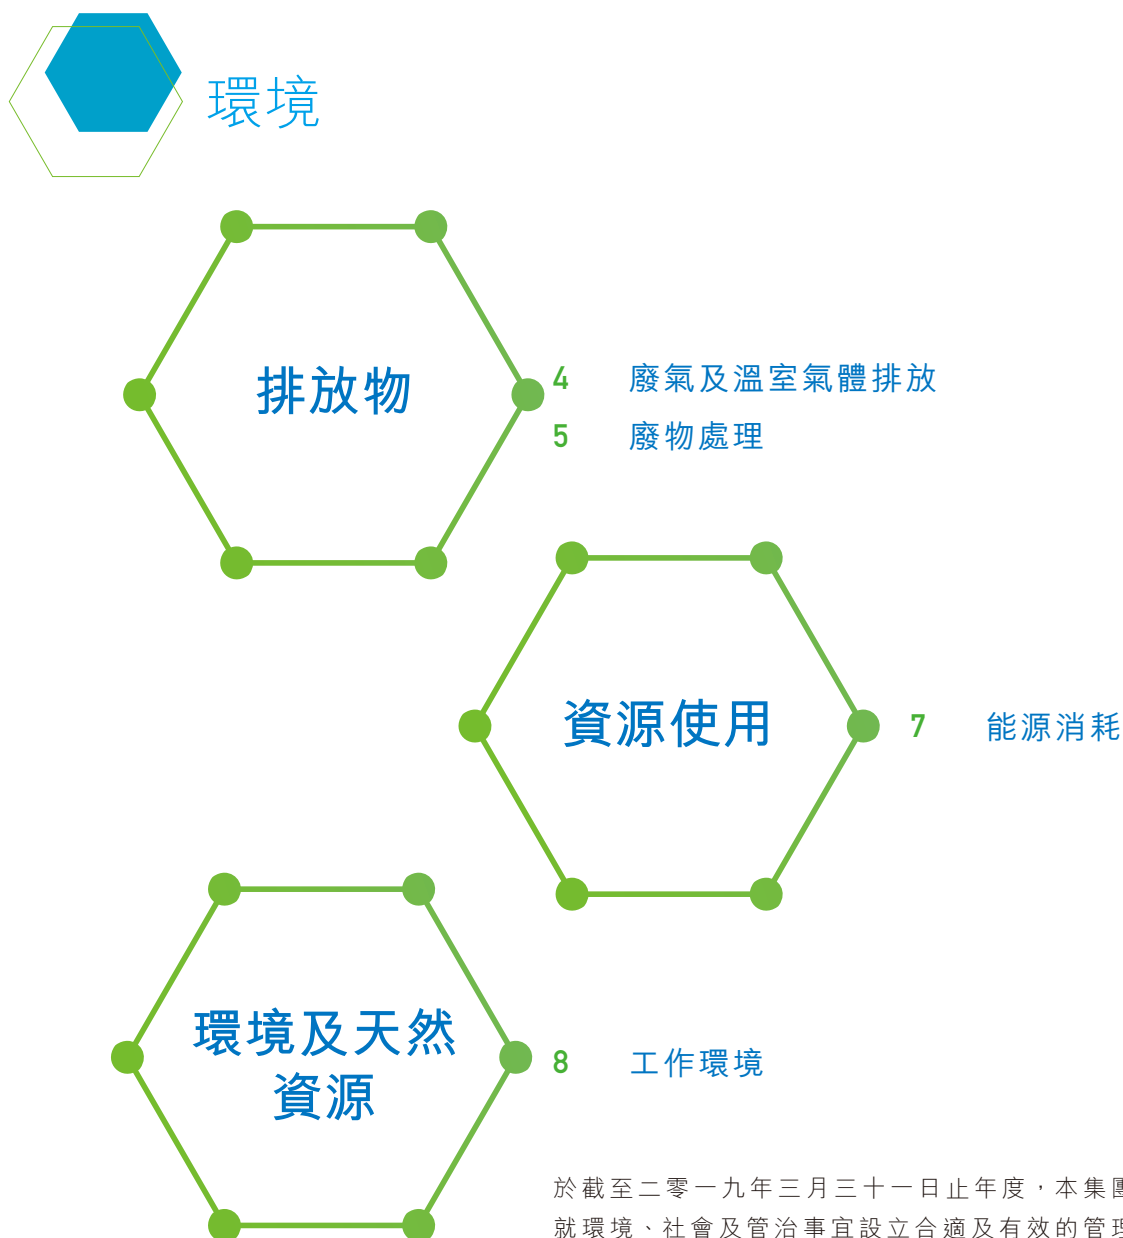 環境
排放物
4 廢氣及溫室氣體排放
5 廢物處理
資源使用
7 能源消耗
環境及天然
資源
8 工作環境
於截至二零一九年三月三十一日止年度，本集團
就環境、社會及管治事宜設立合適及有效的管理